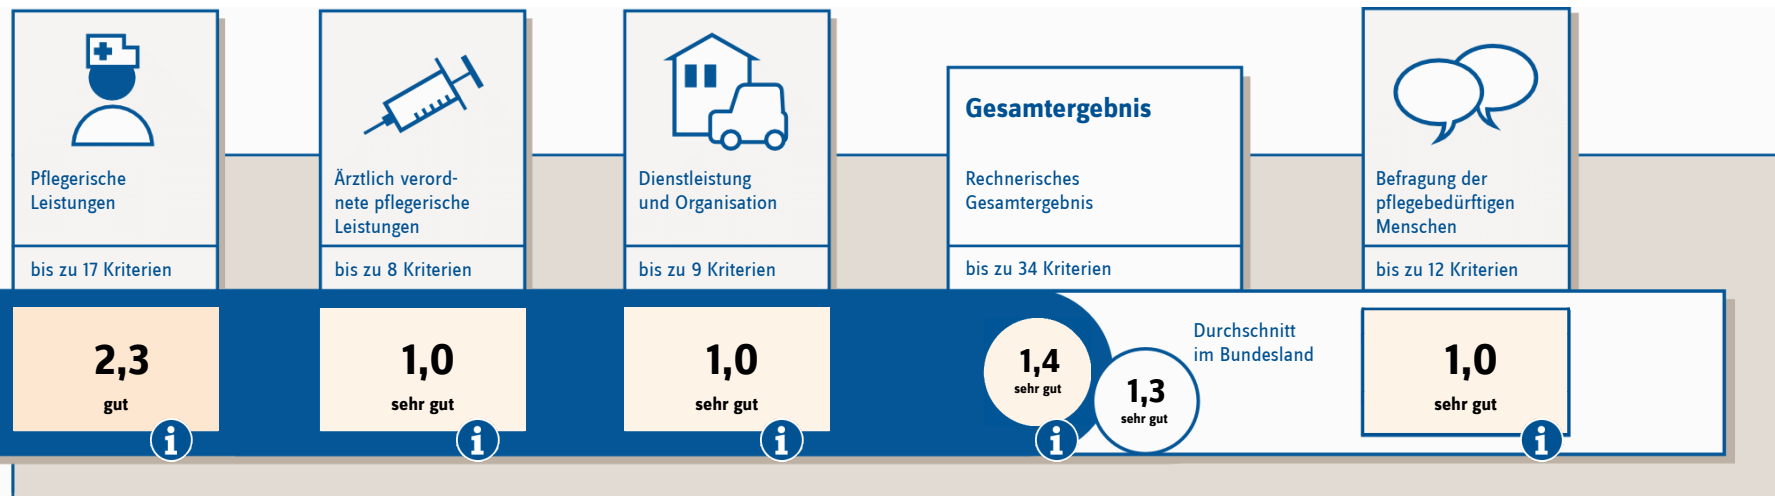 Pflegerische
Leistungen
bis zu 17 Kriterien
2,3
gut
Ärztlich verord-
nete pflegerische
Leistungen
bis zu 8 Kriterien
1,0
sehr gut
Dienstleistung
und Organisation
bis zu 9 Kriterien
1,0
sehr gut
Gesamtergebnis
Rechnerisches
Gesamtergebnis
bis zu 34 Kriterien
1,4
sehr gut
1,3
sehr gut
Durchschnitt
im Bundesland
Befragung der
pflegebedürftigen
Menschen
bis zu 12 Kriterien
1,0
sehr gut